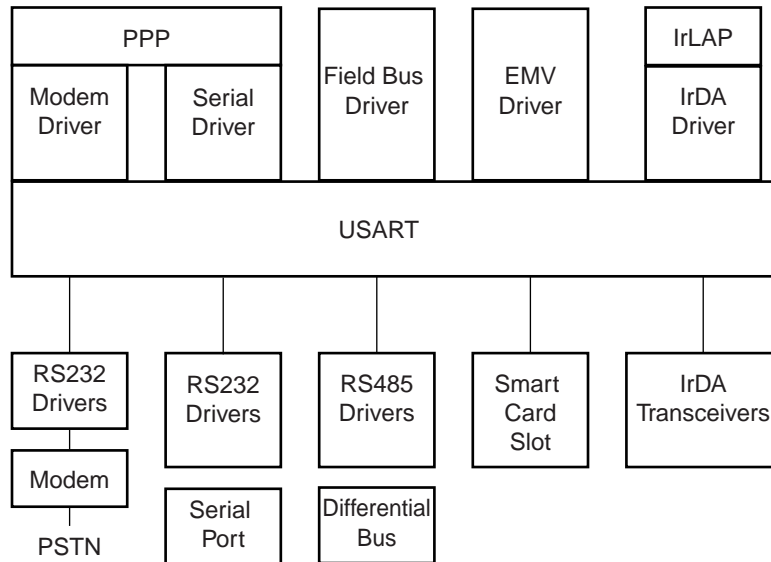 PPP
IrLAP
Modem
Driver
Serial
Driver
Field Bus
Driver
EMV
Driver
IrDA
Driver
USART
RS232
Drivers
RS232
Drivers
RS485
Drivers
Smart
Card
Slot
IrDA
Transceivers
Modem
Serial
Port
Differential
Bus
PSTN